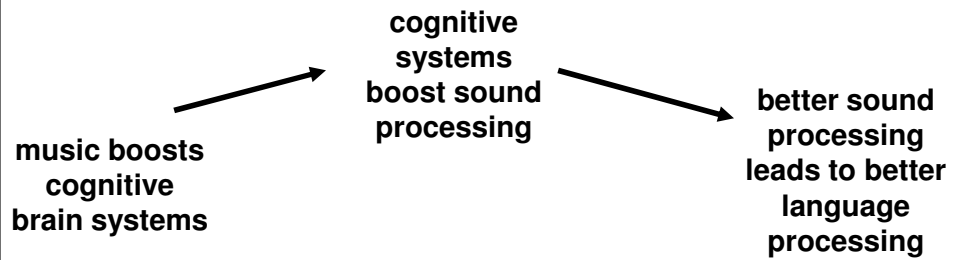 music boosts
cognitive
brain systems
cognitive
systems
boost sound
processing
better sound
processing
leads to better
language
processing